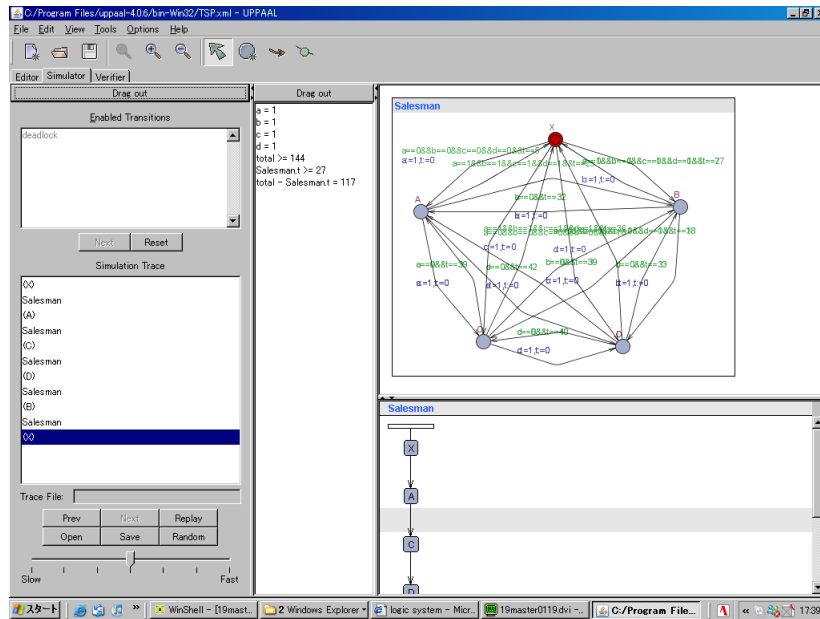 C:/Program Files/uppaal-4.0.6/bin-Win32/TSP.xml - UPPAAL
File Edit View Tools Options Help
Editor Simulator Verifier
Drag out
Enabled Transitions
deadlock
Next Reset
Simulation Trace
(X)
Salesman
(A)
Salesman
(C)
Salesman
(D)
Salesman
(B)
Salesman
(X)
Trace File:
Prev Next Replay
Open Save Random
Slow Fast
Drag out
a = 1
b = 1
c = 1
d = 1
total >= 144
Salesman.t >= 27
total - Salesman.t = 117
Salesman
X
a=1,t=0
b=1,t=0
A
B
b==0&&t==32
b=1,t=0
c=1,t=0
d=1,t=0
a==0&&t==39
d==0&&t==42
b==0&&t==39
b==0&&t==33
a=1,t=0
d=1,t=0
b=1,t=0
b=1,t=0
C
D
d==0&&t==40
d=1,t=0
Salesman
X
A
C
D
スタート
WinShell - [19mast...
2 Windows Explorer
logic system - Micr...
19master0119.dvi -...
C:/Program File...
A
17:39